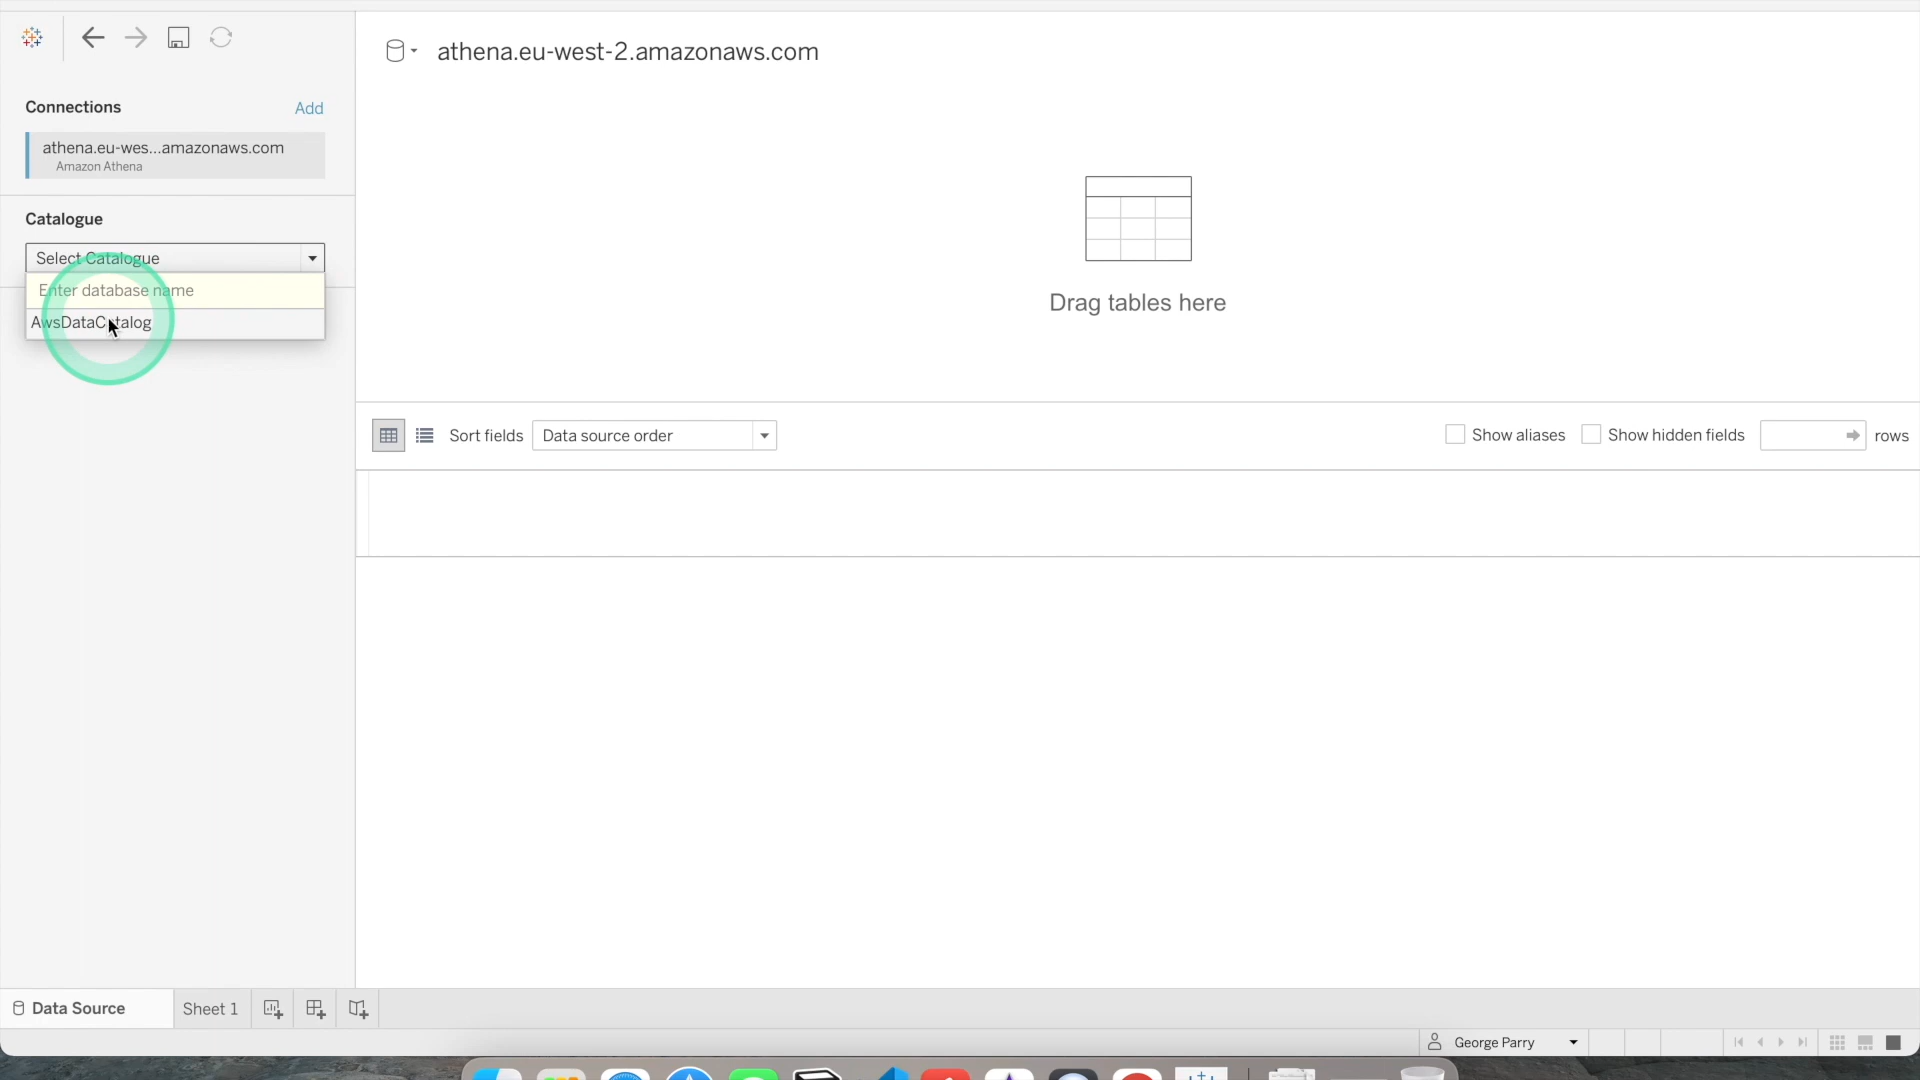 athena.eu-west-2.amazonaws.com
Connections
Add
athena.eu-wes...amazonaws.com
Amazon Athena
Catalogue
Select Catalogue
Enter database name
AwsDataCatalog
Drag tables here
Sort fields
Data source order
Show aliases
Show hidden fields
rows
Data Source
Sheet 1
George Parry